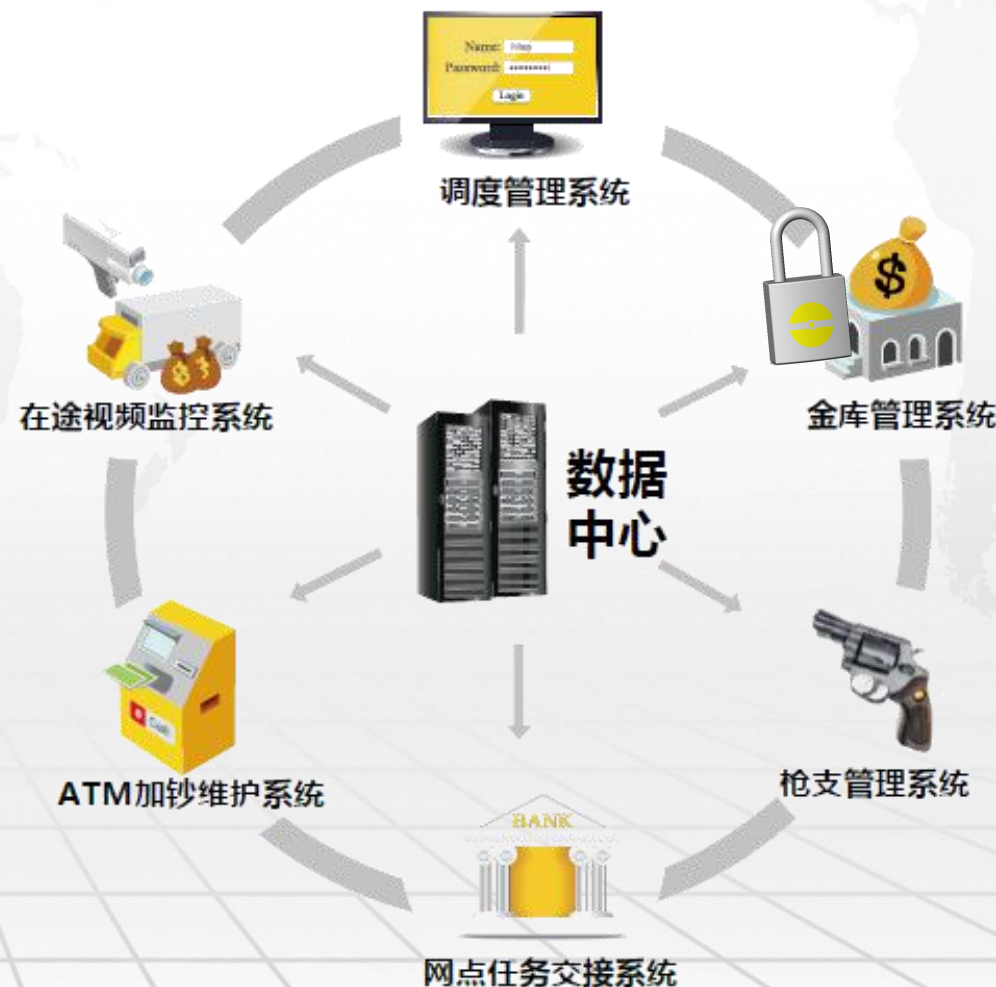 Name:
Password:
Login
调度管理系统
在途视频监控系统
金库管理系统
数据
中心
ATM加钞维护系统
枪支管理系统
BANK
网点任务交接系统